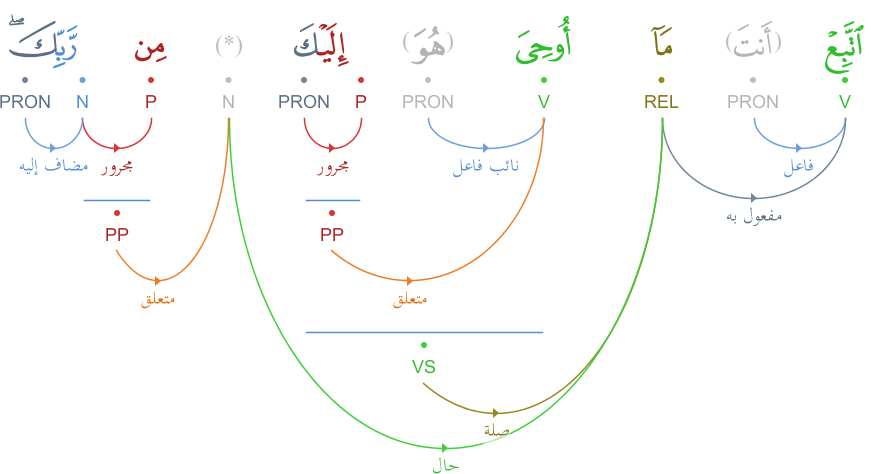 ٱتَّبِعْ (أَنتَ) مَآ أُوحِىَ (هُوَ) إِلَيْكَ (*) مِن رَّبِّكَ ۖ
PRON N P N PRON P PRON V REL PRON V
مضاف إليه مجرور مجرور نائب فاعل فاعل
مفعول به
PP PP
متعلق متعلق
VS
صلة
حال